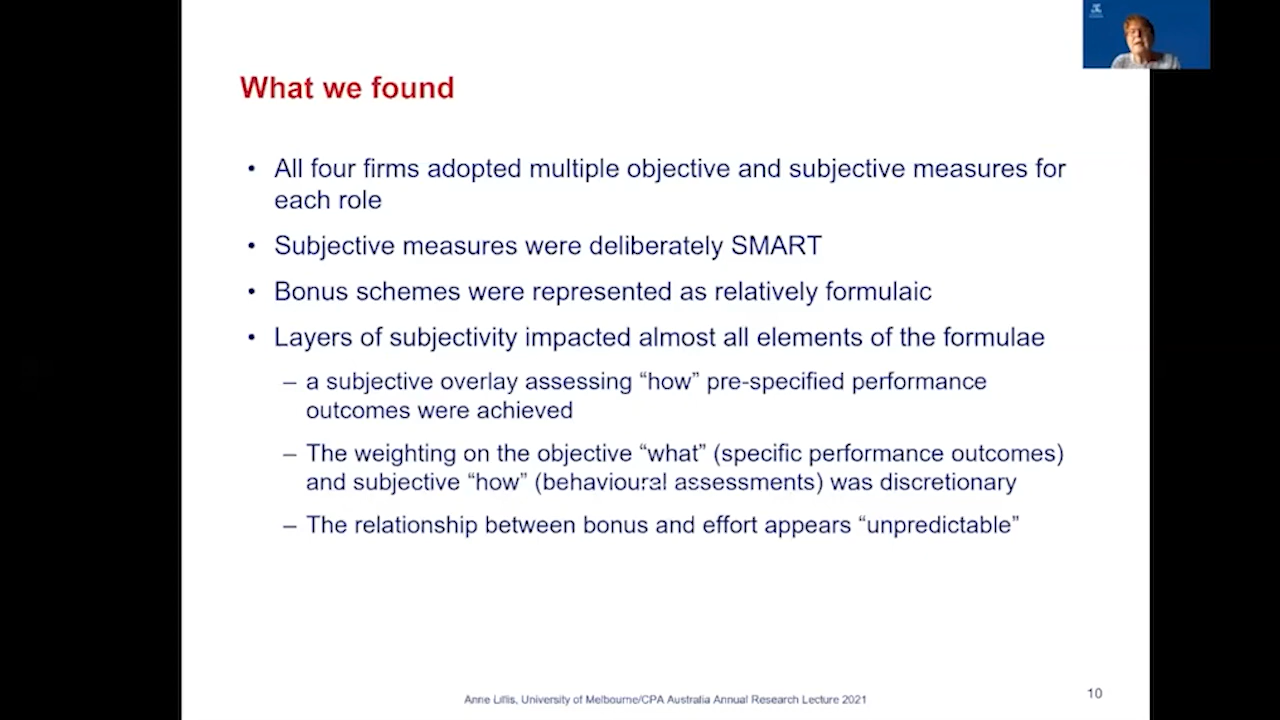 What we found
• All four firms adopted multiple objective and subjective measures for
each role
• Subjective measures were deliberately SMART
• Bonus schemes were represented as relatively formulaic
• Layers of subjectivity impacted almost all elements of the formulae
– a subjective overlay assessing “how” pre-specified performance
outcomes were achieved
– The weighting on the objective “what” (specific performance outcomes)
and subjective “how” (behavioural assessments) was discretionary
– The relationship between bonus and effort appears “unpredictable”
Anne Lillis, University of Melbourne/CPA Australia Annual Research Lecture 2021
10